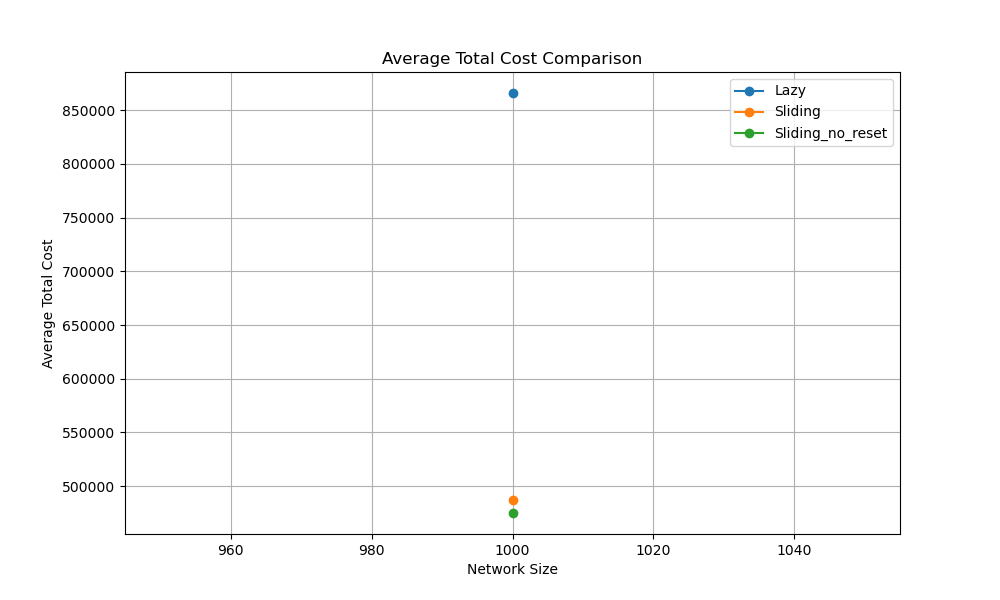 Average Total Cost Comparison
Lazy
Sliding
Sliding_no_reset
Average Total Cost
850000
800000
750000
700000
650000
600000
550000
500000
960 980 1000 1020 1040
Network Size